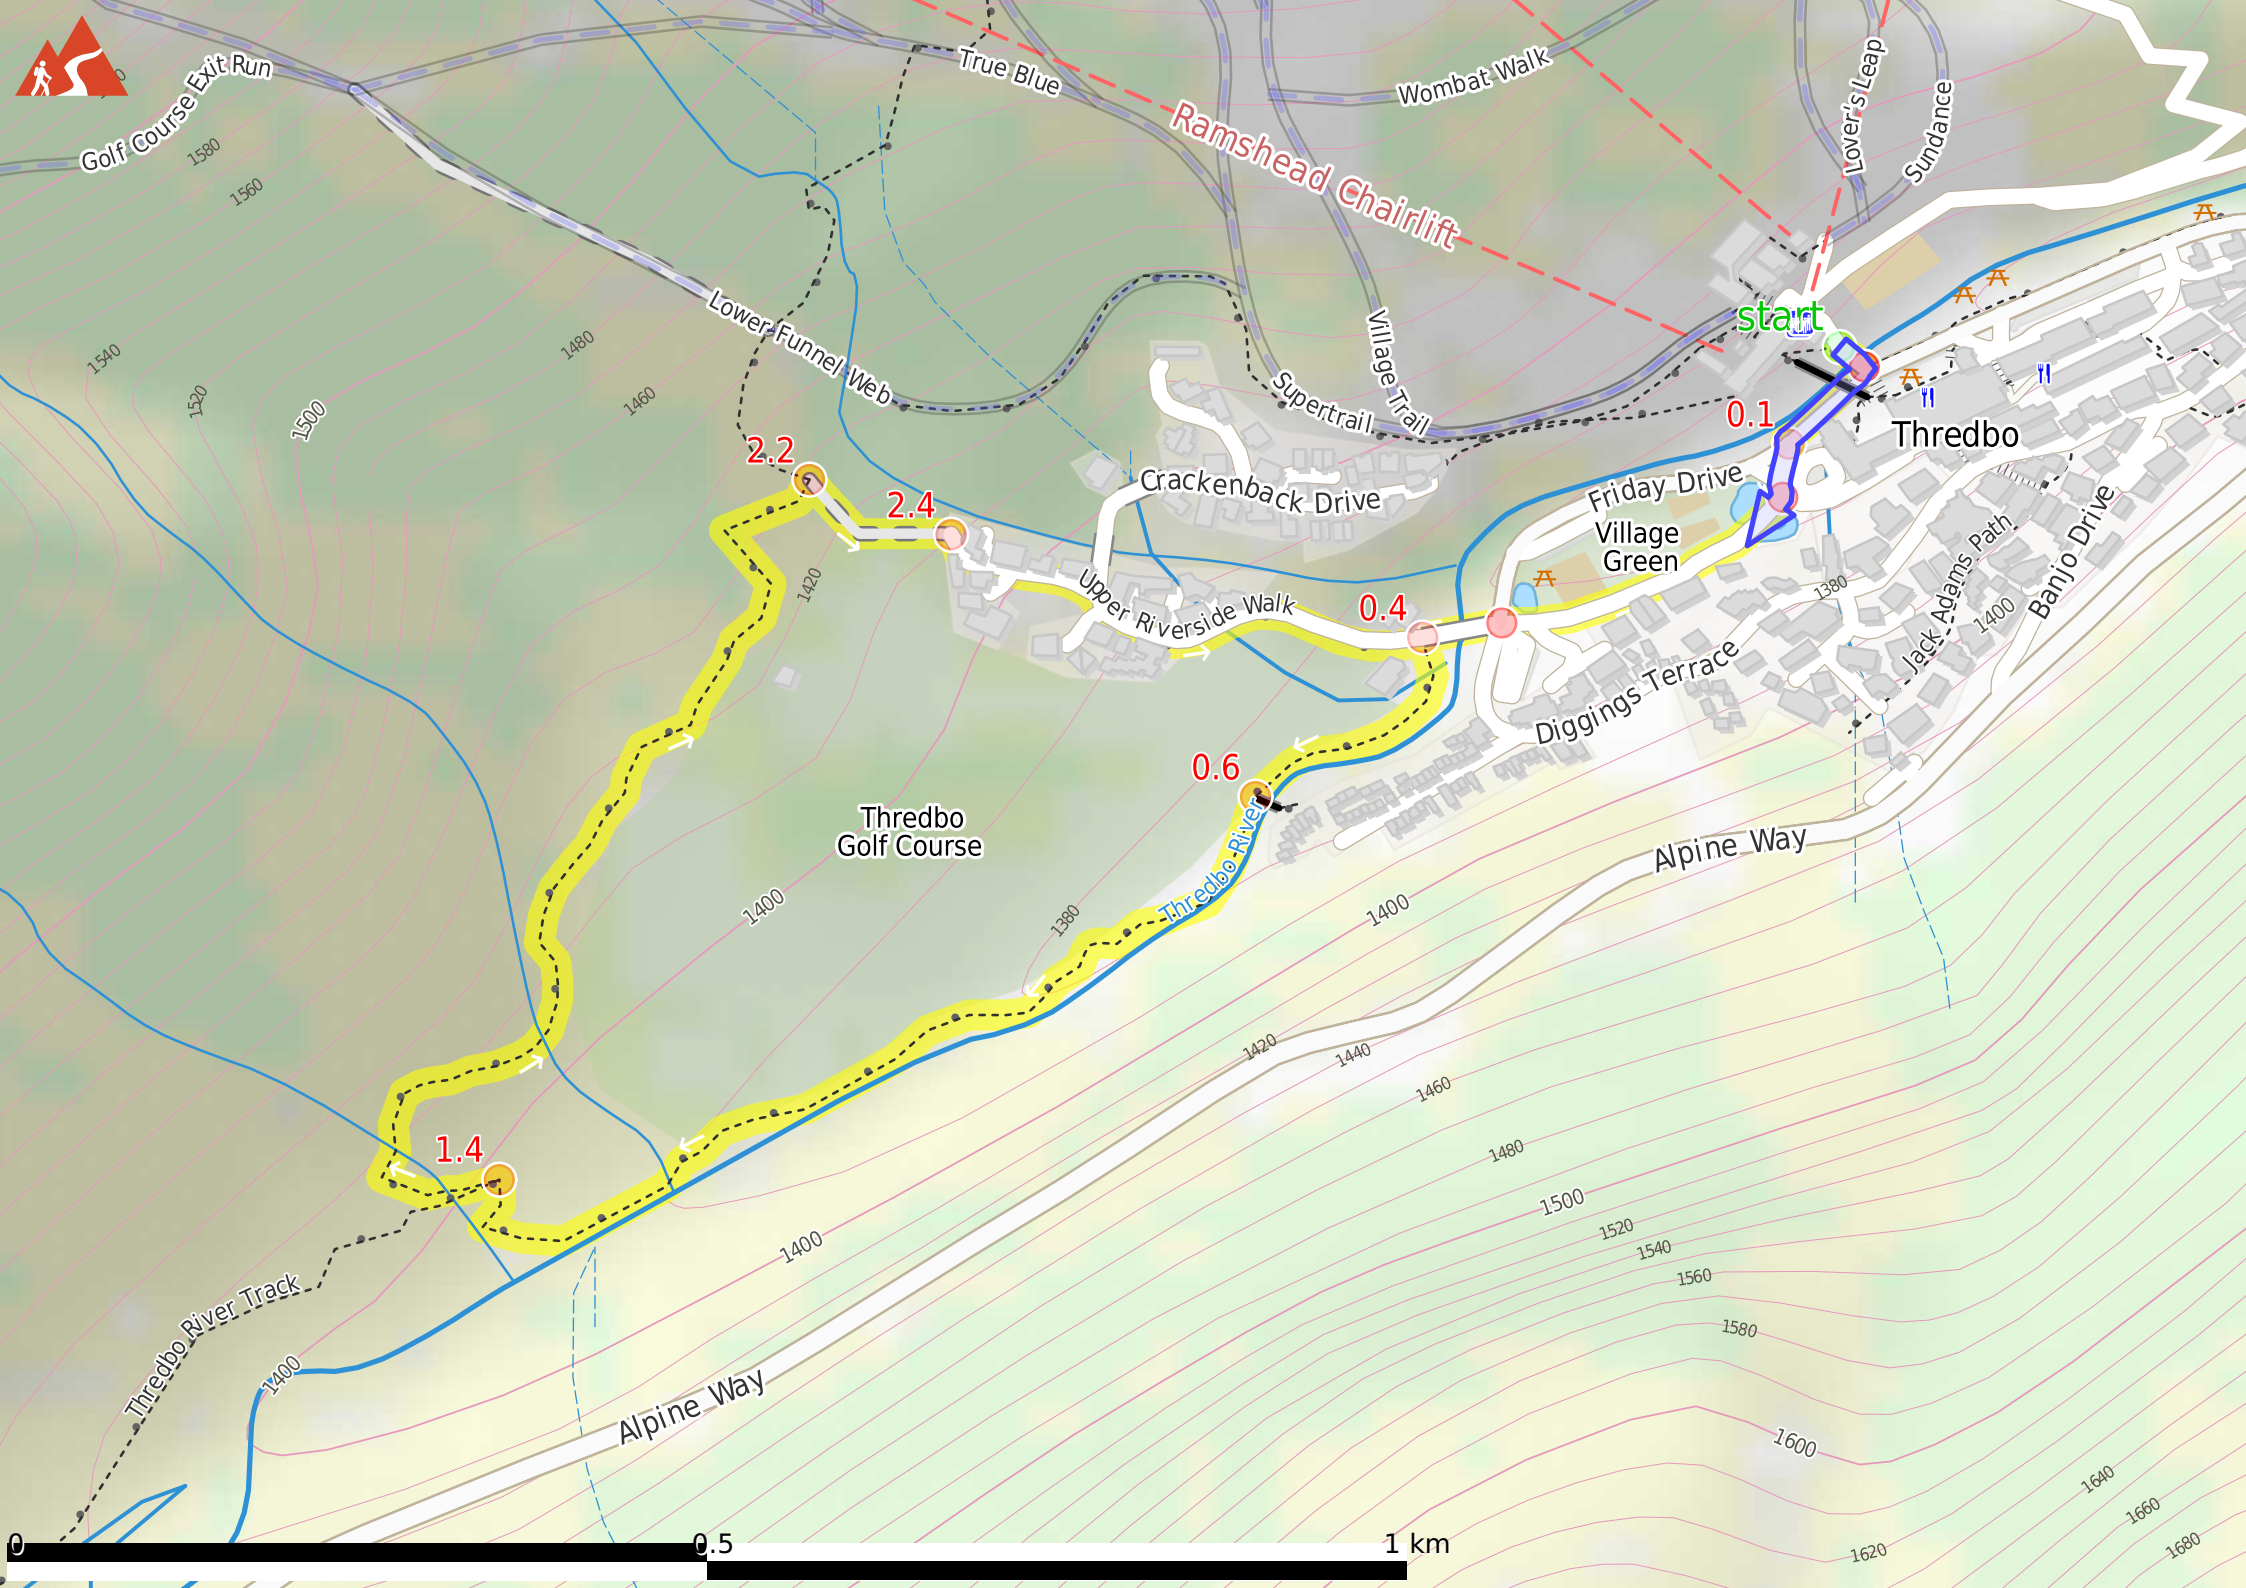 Golf Course Exit Run
True Blue
Wombat Walk
Lover's Leap
Sundance
Ramshead Chairlift
1580
1560
1540
1520
1500
1480
1460
Lower Funnel Web
Village Trail
Supertrail
start
0.1
Thredbo
2.2
2.4
Crackenback Drive
Friday Drive
Village
Green
1420
Upper Riverside Walk
0.4
1380
Jack Adams Path
1400
Banjo Drive
Diggings Terrace
0.6
Thredbo River
Thredbo
Golf Course
Alpine Way
1400
1380
1400
1420
1440
1460
1480
1500
1520
1540
1560
1580
1600
1620
1640
1660
1680
1.4
1400
Thredbo River Track
1400
Alpine Way
0
0.5
1 km